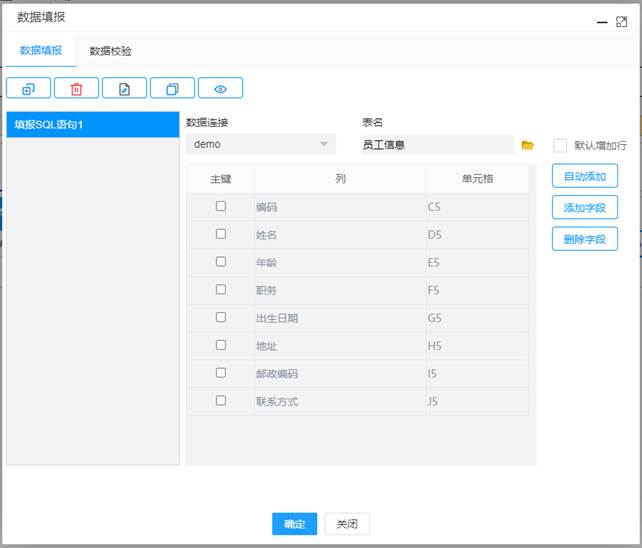 数据填报
数据填报 数据校验
填报SQL语句1
数据连接 表名
demo 员工信息 默认增加行
主键 列 单元格 自动添加
编码 C5 添加字段
姓名 D5 删除字段
年龄 E5
职务 F5
出生日期 G5
地址 H5
邮政编码 I5
联系方式 J5
确定 关闭